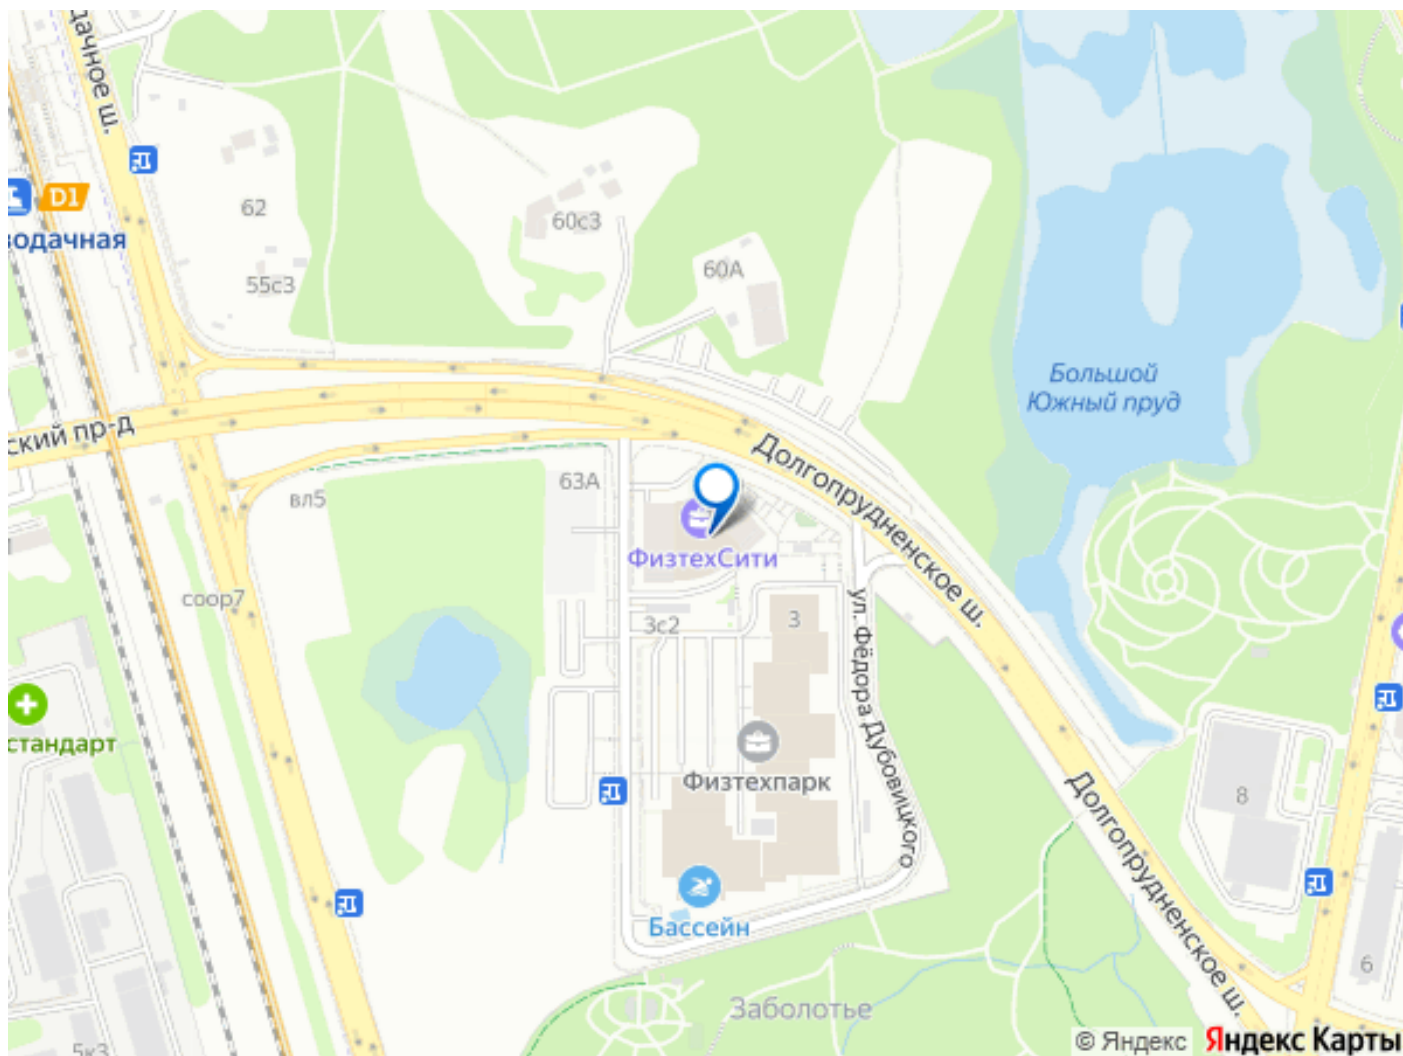 дачное ш.
D1
водачная
62
55с3
60с3
60А
Большой
Южный пруд
ский пр-д
Долгопрудненское ш.
63А
вл5
ФизтехСити
соор7
3с2
3
ул. Фёдора Дубовицкого
стандарт
Физтехпарк
Долгопрудненское ш.
8
Бассейн
6
Заболотье
5к3
© Яндекс Яндекс Карты